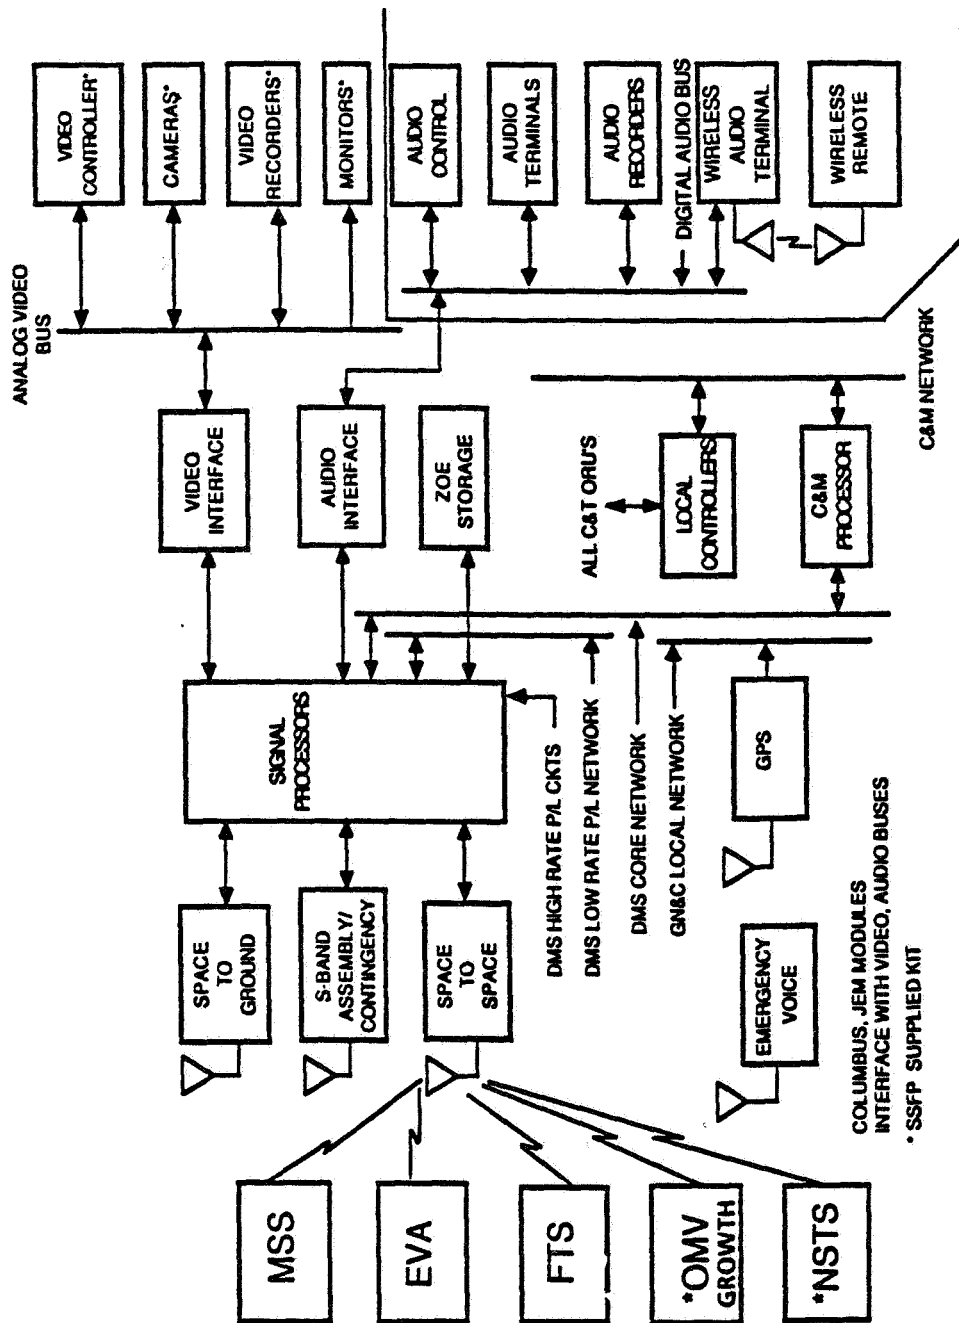 ANALOG VIDEO
BUS
VIDEO
CONTROLLER*
CAMERAS*
VIDEO
RECORDERS*
MONITORS*
AUDIO
CONTROL
AUDIO
TERMINALS
AUDIO
RECORDERS
DIGITAL AUDIO BUS
WIRELESS
AUDIO
TERMINAL
WIRELESS
REMOTE
VIDEO
INTERFACE
AUDIO
INTERFACE
ZOE
STORAGE
ALL C&T ORU'S
LOCAL
CONTROLLERS
C&M
PROCESSOR
C&M NETWORK
SIGNAL
PROCESSORS
DMS HIGH RATE P/L CKTS
DMS LOW RATE P/L NETWORK
DMS CORE NETWORK
GN&C LOCAL NETWORK
GPS
SPACE
TO
GROUND
S-BAND
ASSEMBLY/
CONTINGENCY
SPACE
TO
SPACE
EMERGENCY
VOICE
MSS
EVA
FTS
*OMV
GROWTH
*NSTS
COLUMBUS, JEM MODULES
INTERFACE WITH VIDEO, AUDIO BUSES
* SSFP SUPPLIED KIT